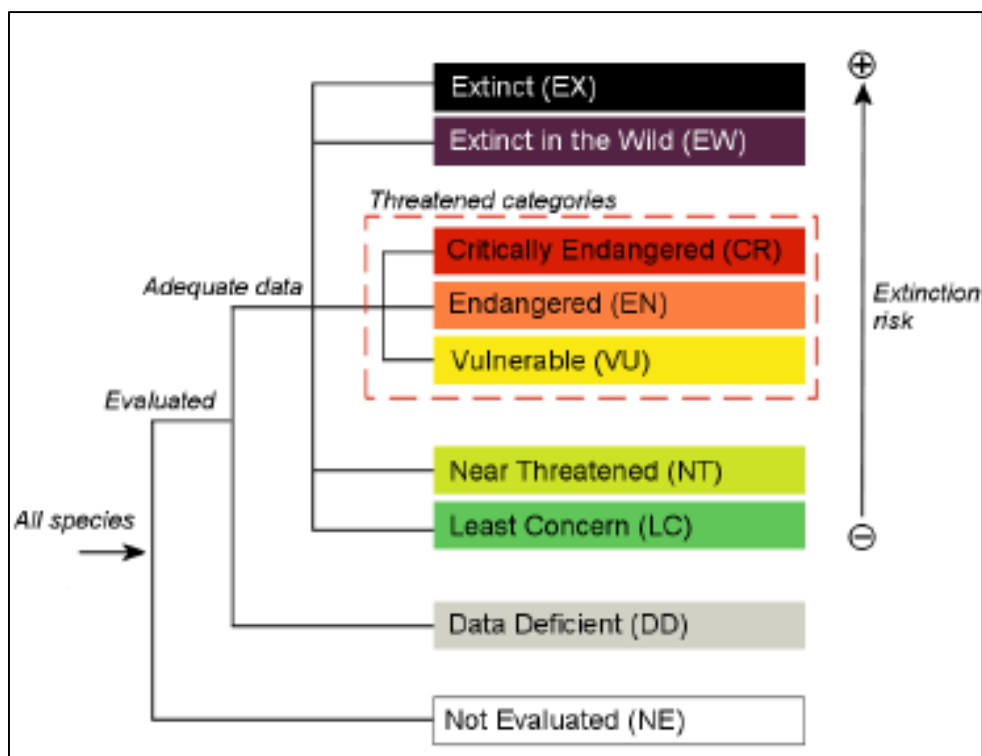 Extinct (EX)
Extinct in the Wild (EW)
Threatened categories
Critically Endangered (CR)
Adequate data
Endangered (EN)
Extinction
risk
Vulnerable (VU)
Evaluated
Near Threatened (NT)
All species
Least Concern (LC)
Data Deficient (DD)
Not Evaluated (NE)